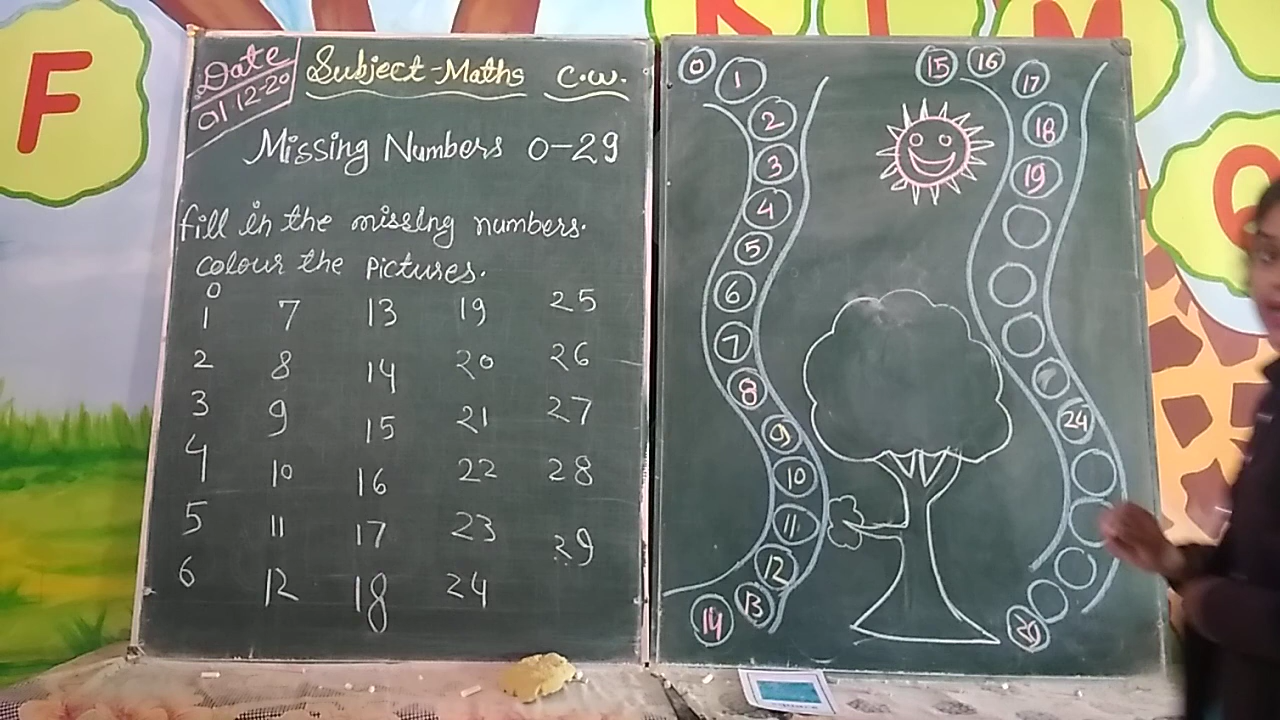 Date
01 12-20
Subject-Maths C.W.
Missing Numbers 0-29
fill in the missing numbers.
colour the pictures.
0
1 7 13 19 25
2 8 14 20 26
3 9 15 21 27
4 10 16 22 28
5 11 17 23 29
6 12 18 24
0
1
2
3
4
5
6
7
8
9
10
11
12
13
14
15
16
17
18
19
24
29
F
K
L
M